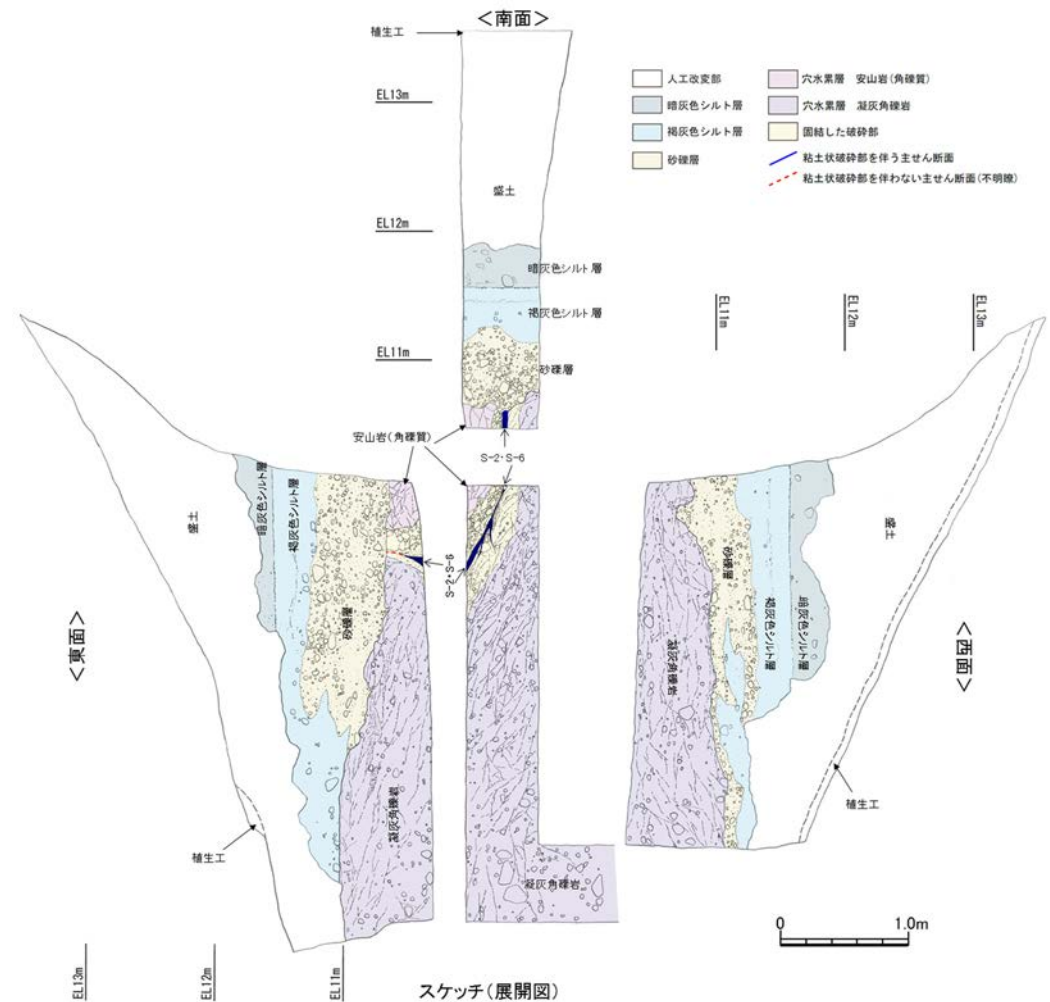 <南面>
植生工
EL13m
盛土
EL12m
暗灰色シルト層
褐灰色シルト層
EL11m
砂礫層
安山岩(角礫質)
S-2・S-6
人工改変部
暗灰色シルト層
褐灰色シルト層
砂礫層
穴水累層 安山岩(角礫質)
穴水累層 凝灰角礫岩
固結した破砕部
粘土状破砕部を伴う主せん断面
粘土状破砕部を伴わない主せん断面(不明瞭)
<東面>
盛土
暗灰色シルト層
褐灰色シルト層
砂礫層
凝灰角礫岩
S-2・S-6
植生工
EL13m
EL12m
EL11m
凝灰角礫岩
EL11m
EL12m
EL13m
凝灰角礫岩
砂礫層
褐灰色シルト層
暗灰色シルト層
盛土
<西面>
植生工
0 1.0m
スケッチ(展開図)